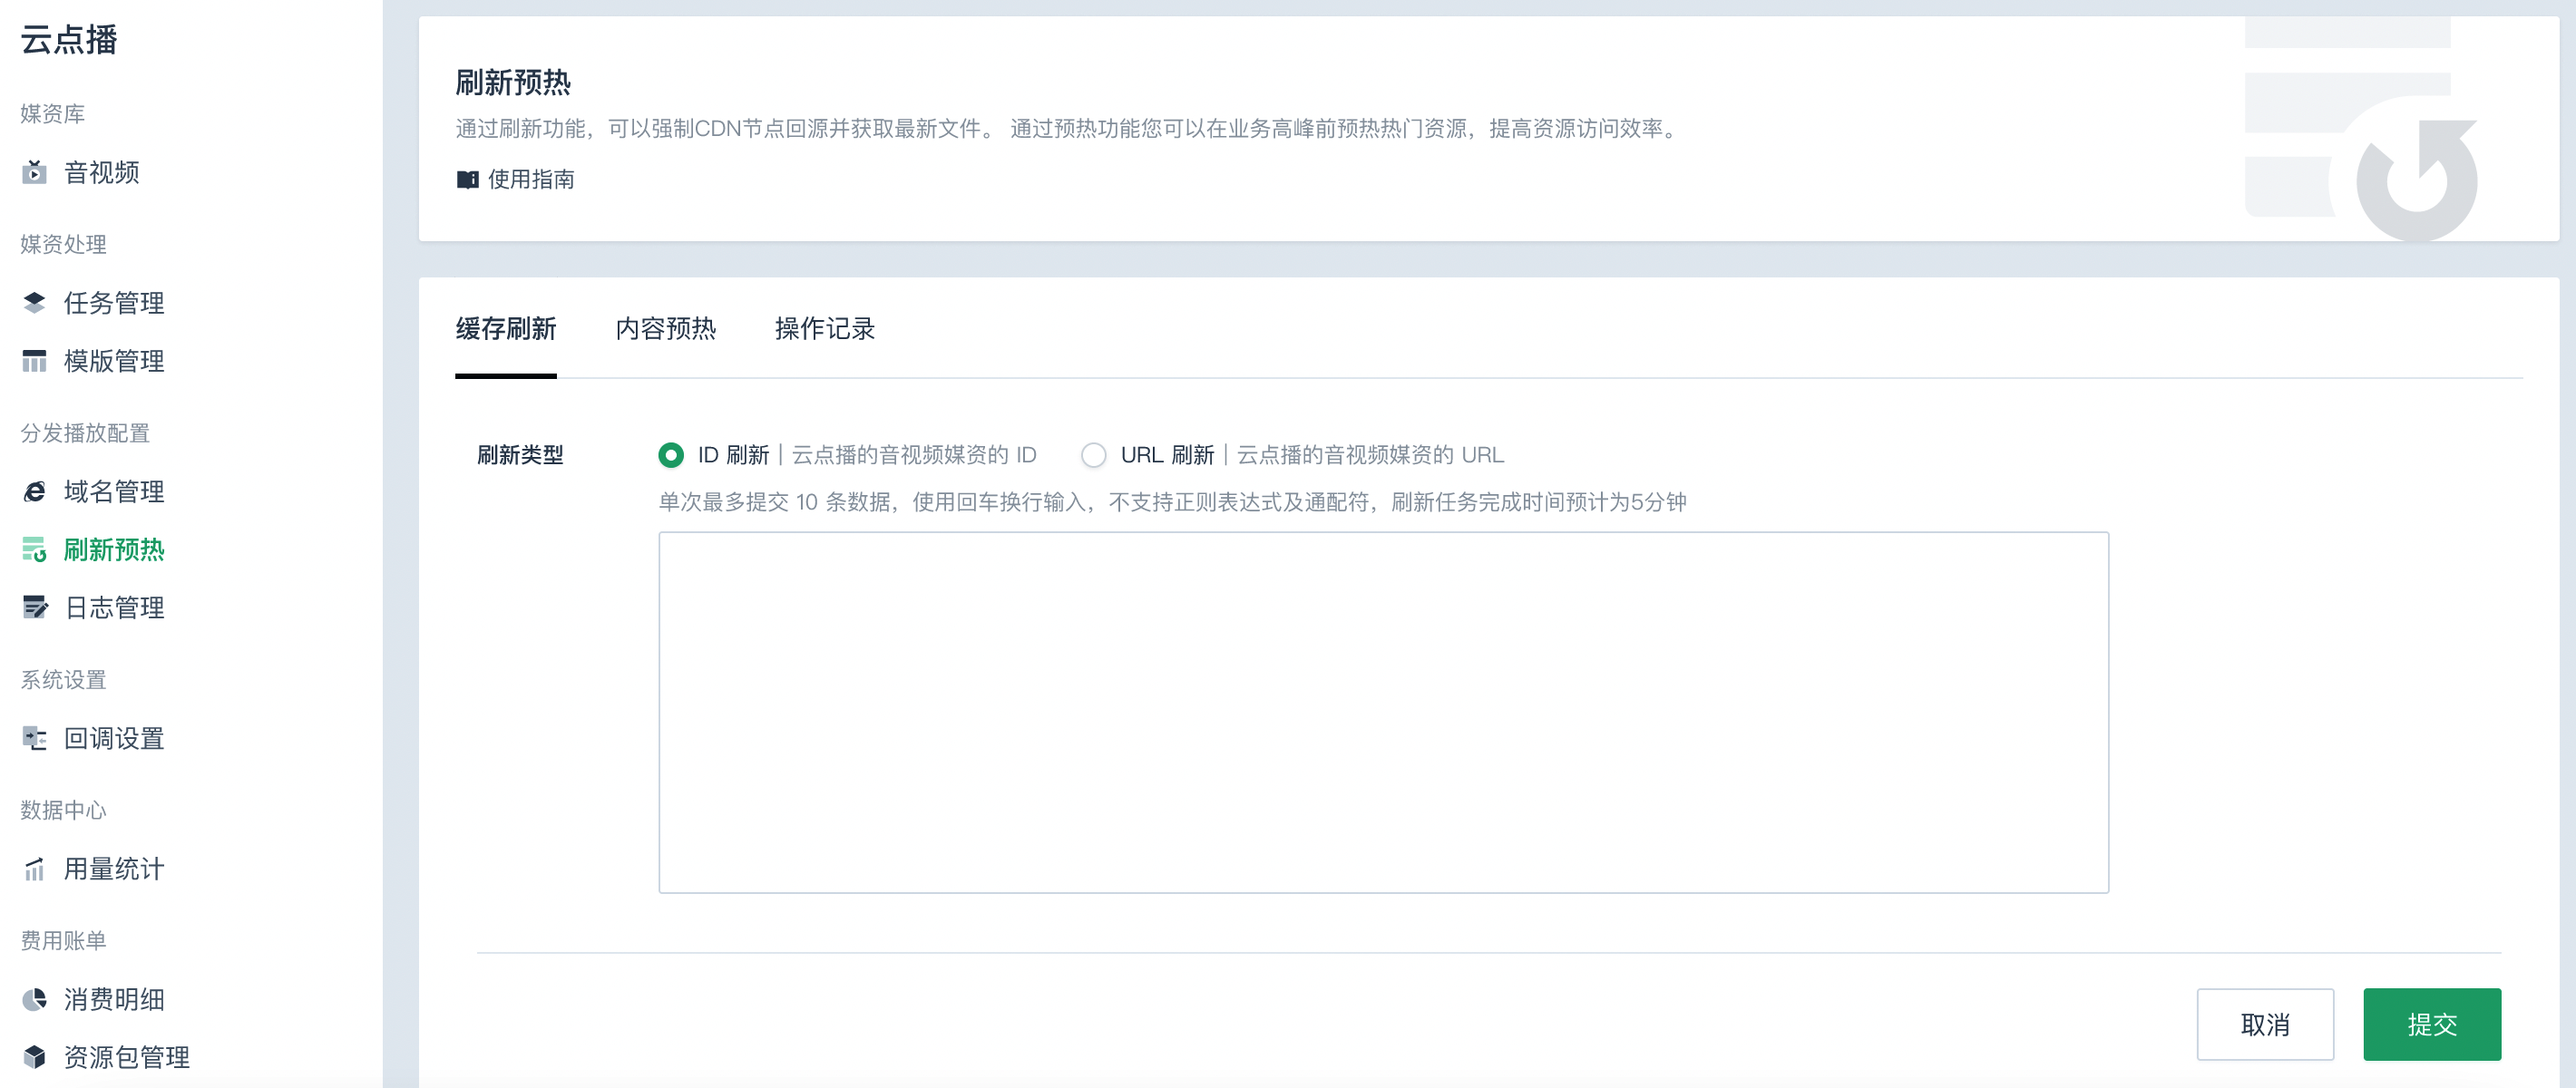 云点播
媒资库
音视频
媒资处理
任务管理
模版管理
分发播放配置
域名管理
刷新预热
日志管理
系统设置
回调设置
数据中心
用量统计
费用账单
消费明细
资源包管理
刷新预热
通过刷新功能，可以强制CDN节点回源并获取最新文件。 通过预热功能您可以在业务高峰前预热热门资源，提高资源访问效率。
使用指南
缓存刷新 内容预热 操作记录
刷新类型 ID 刷新 | 云点播的音视频媒资的 ID URL 刷新 | 云点播的音视频媒资的 URL
单次最多提交 10 条数据，使用回车换行输入，不支持正则表达式及通配符，刷新任务完成时间预计为5分钟
取消 提交